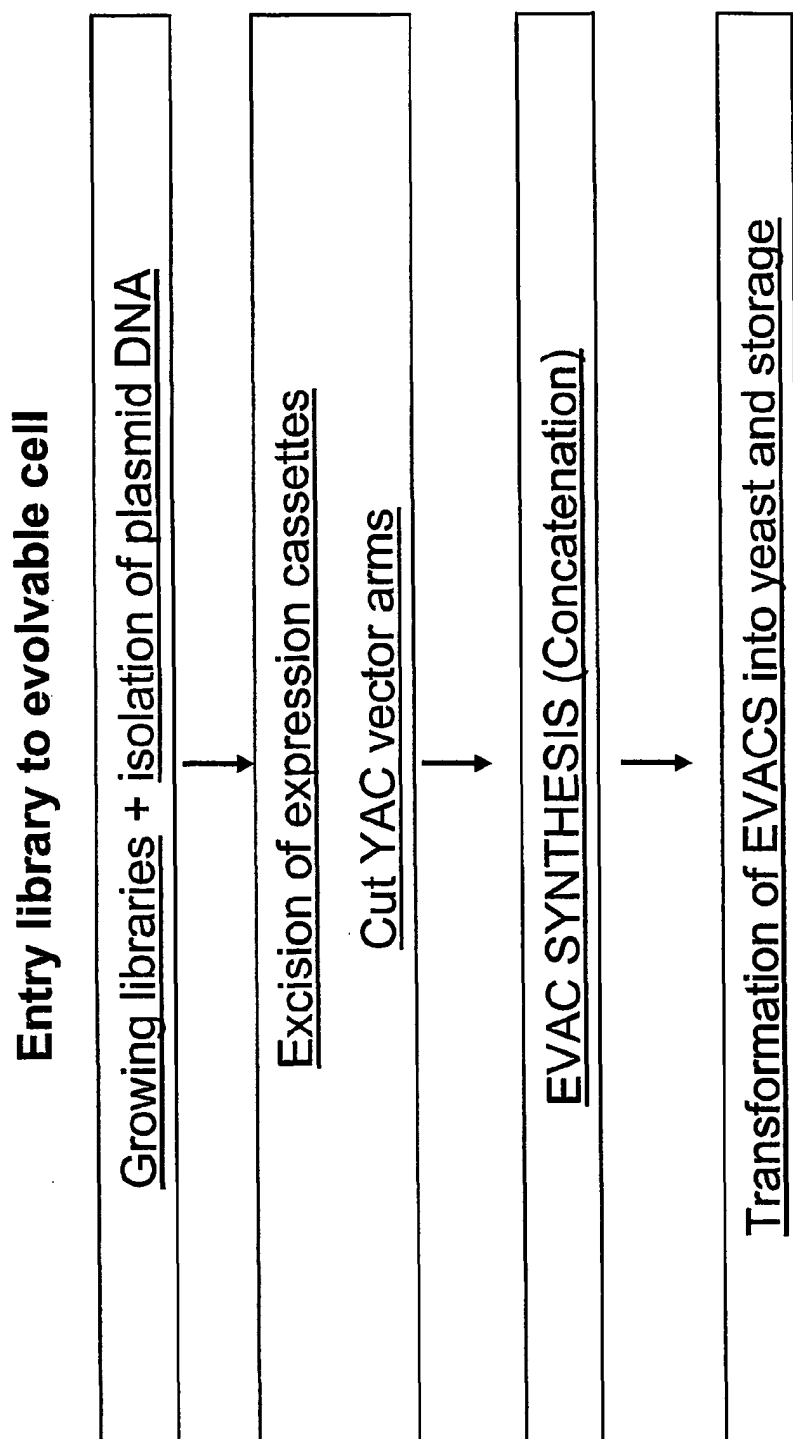 Entry library to evolvable cell
Growing libraries + isolation of plasmid DNA
Excision of expression cassettes
Cut YAC vector arms
EVAC SYNTHESIS (Concatenation)
Transformation of EVACS into yeast and storage